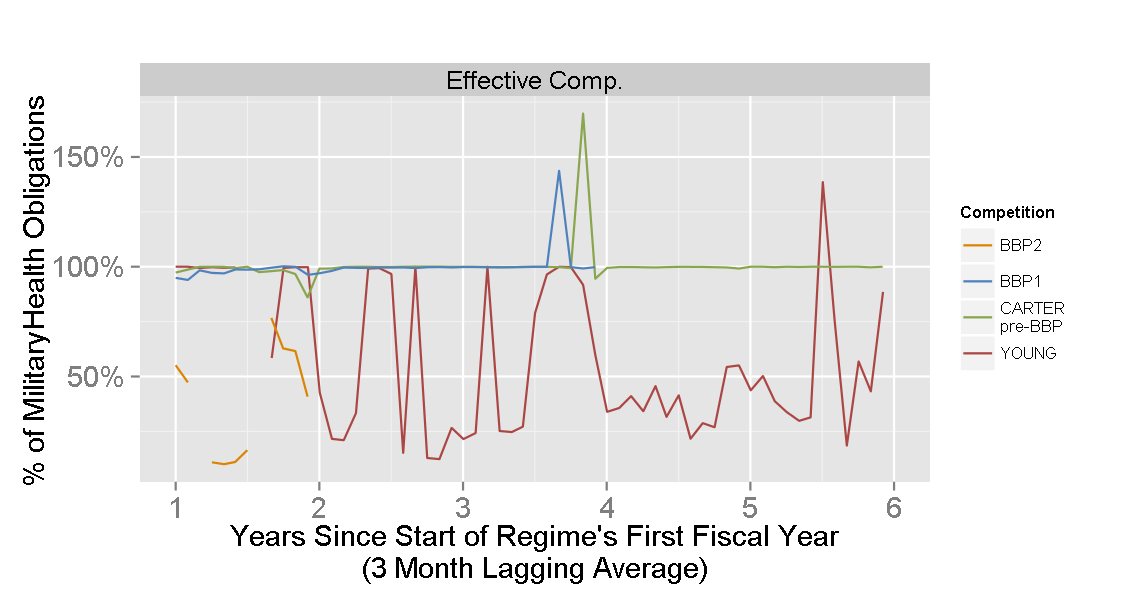 Effective Comp.
% of MilitaryHealth Obligations
150%
100%
50%
1 2 3 4 5 6
Years Since Start of Regime's First Fiscal Year
(3 Month Lagging Average)
Competition
BBP2
BBP1
CARTER
pre-BBP
YOUNG